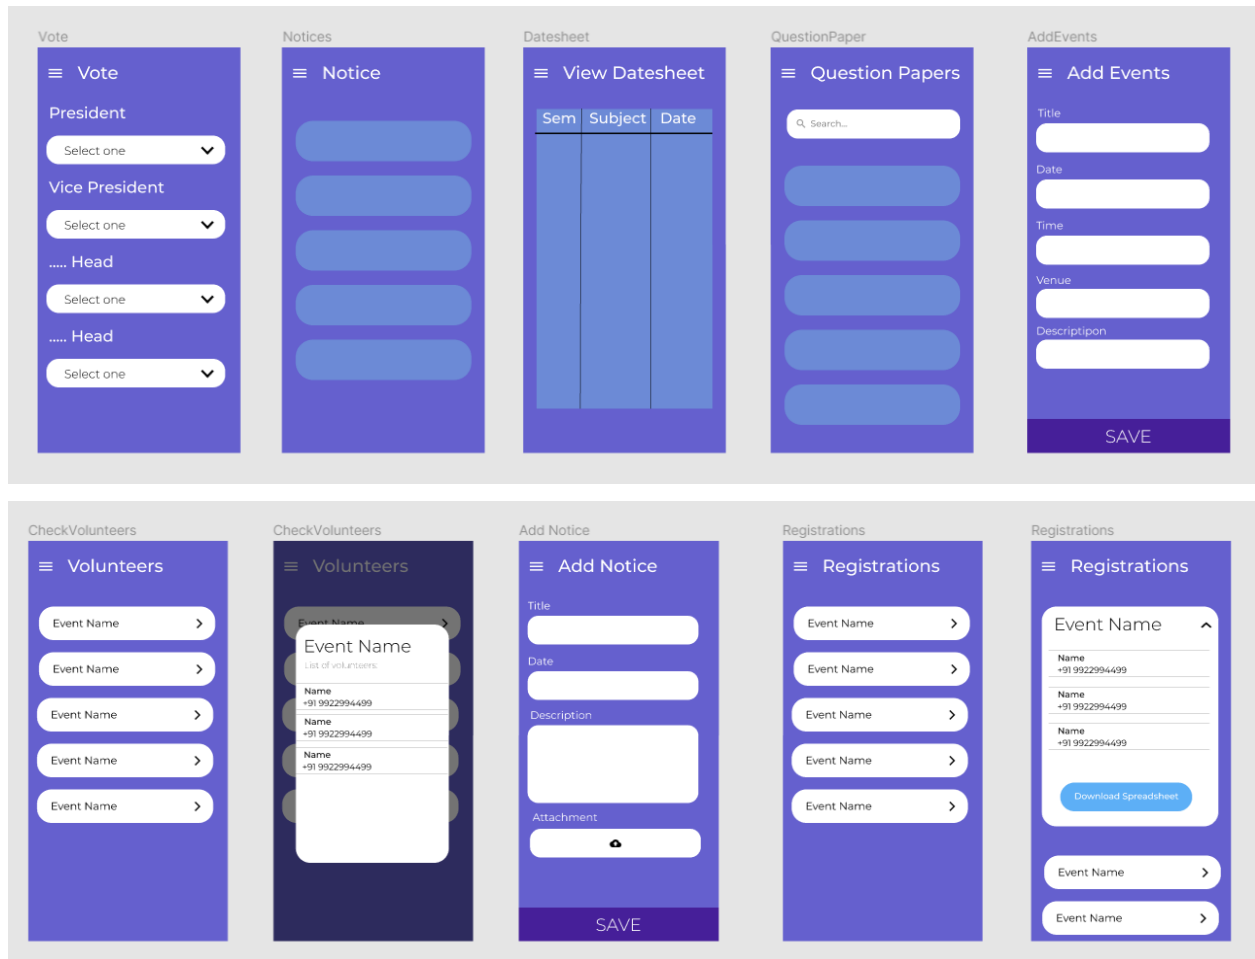 Vote
Vote
President
Select one
Vice President
Select one
..... Head
Select one
..... Head
Select one
Notices
Notice
Datesheet
View Datesheet
Sem Subject Date
QuestionPaper
Question Papers
Search...
AddEvents
Add Events
Title
Date
Time
Venue
Descriptipon
SAVE
CheckVolunteers
Volunteers
Event Name
Event Name
Event Name
Event Name
Event Name
CheckVolunteers
Volunteers
Event Name
Event Name
List of volunteers:
Name
+91 9922994499
Name
+91 9922994499
Name
+91 9922994499
Add Notice
Add Notice
Title
Date
Description
Attachment
SAVE
Registrations
Registrations
Event Name
Event Name
Event Name
Event Name
Event Name
Registrations
Registrations
Event Name
Name
+91 9922994499
Name
+91 9922994499
Name
+91 9922994499
Download Spreadsheet
Event Name
Event Name